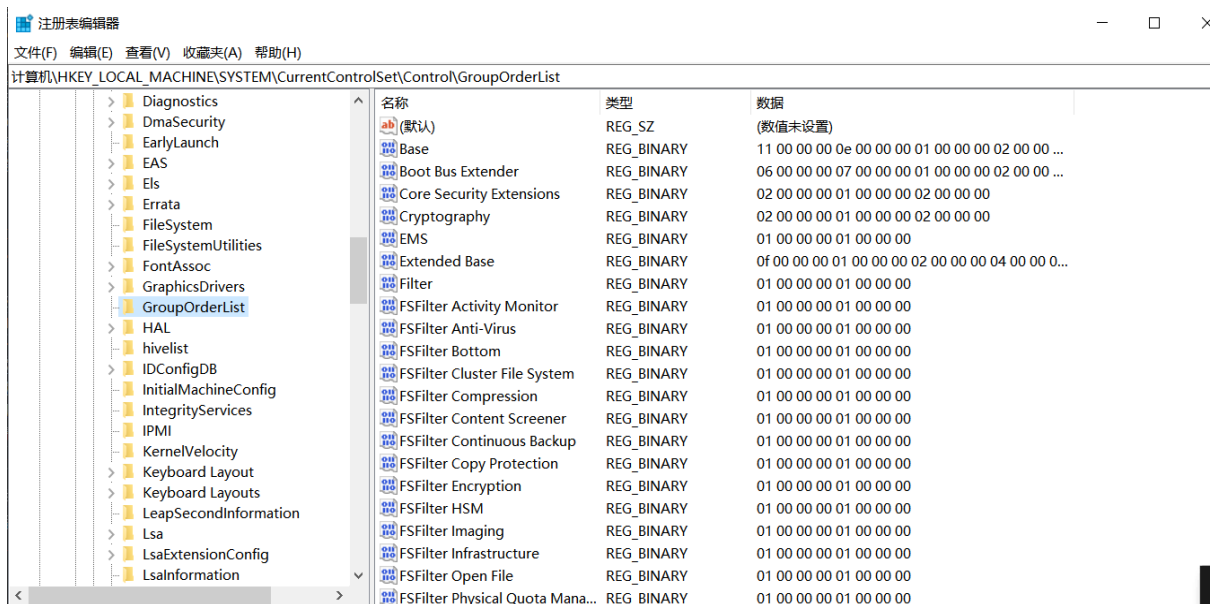 注册表编辑器
文件(F) 编辑(E) 查看(V) 收藏夹(A) 帮助(H)
计算机\HKEY_LOCAL_MACHINE\SYSTEM\CurrentControlSet\Control\GroupOrderList
Diagnostics
DmaSecurity
EarlyLaunch
EAS
Els
Errata
FileSystem
FileSystemUtilities
FontAssoc
GraphicsDrivers
GroupOrderList
HAL
hivelist
IDConfigDB
InitialMachineConfig
IntegrityServices
IPMI
KernelVelocity
Keyboard Layout
Keyboard Layouts
LeapSecondInformation
Lsa
LsaExtensionConfig
LsaInformation
名称 类型 数据
(默认) REG_SZ (数值未设置)
Base REG_BINARY 11 00 00 00 0e 00 00 00 01 00 00 00 02 00 00 ...
Boot Bus Extender REG_BINARY 06 00 00 00 07 00 00 00 01 00 00 00 02 00 00 ...
Core Security Extensions REG_BINARY 02 00 00 00 01 00 00 00 02 00 00 00
Cryptography REG_BINARY 02 00 00 00 01 00 00 00 02 00 00 00
EMS REG_BINARY 01 00 00 00 01 00 00 00
Extended Base REG_BINARY 0f 00 00 00 01 00 00 00 02 00 00 00 04 00 00 0...
Filter REG_BINARY 01 00 00 00 01 00 00 00
FSFilter Activity Monitor REG_BINARY 01 00 00 00 01 00 00 00
FSFilter Anti-Virus REG_BINARY 01 00 00 00 01 00 00 00
FSFilter Bottom REG_BINARY 01 00 00 00 01 00 00 00
FSFilter Cluster File System REG_BINARY 01 00 00 00 01 00 00 00
FSFilter Compression REG_BINARY 01 00 00 00 01 00 00 00
FSFilter Content Screener REG_BINARY 01 00 00 00 01 00 00 00
FSFilter Continuous Backup REG_BINARY 01 00 00 00 01 00 00 00
FSFilter Copy Protection REG_BINARY 01 00 00 00 01 00 00 00
FSFilter Encryption REG_BINARY 01 00 00 00 01 00 00 00
FSFilter HSM REG_BINARY 01 00 00 00 01 00 00 00
FSFilter Imaging REG_BINARY 01 00 00 00 01 00 00 00
FSFilter Infrastructure REG_BINARY 01 00 00 00 01 00 00 00
FSFilter Open File REG_BINARY 01 00 00 00 01 00 00 00
FSFilter Physical Quota Mana... REG_BINARY 01 00 00 00 01 00 00 00